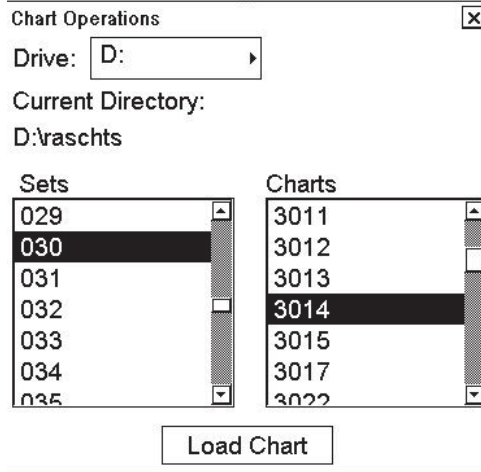 Chart Operations
Drive: D:
Current Directory:
D:\raschts
Sets
029
030
031
032
033
034
035
Charts
3011
3012
3013
3014
3015
3017
3022
Load Chart